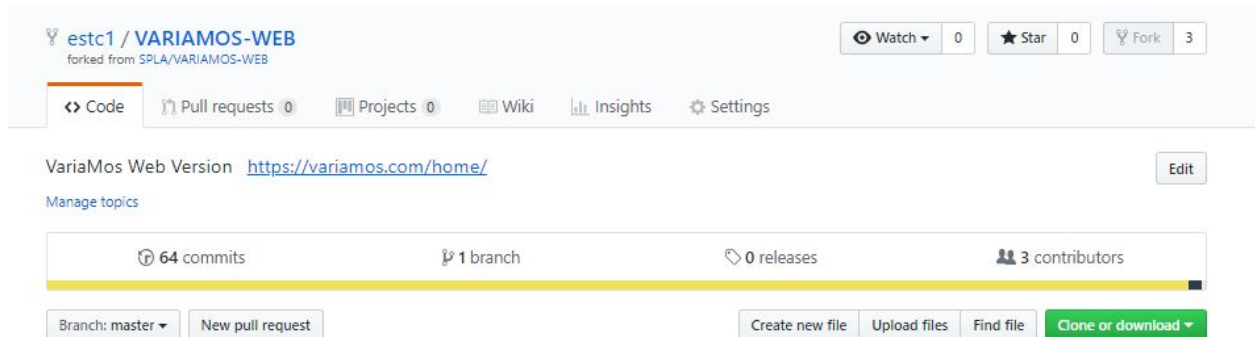 estc1 / VARIAMOS-WEB
forked from SPLA/VARIAMOS-WEB
Watch 0 Star 0 Fork 3
Code Pull requests 0 Projects 0 Wiki Insights Settings
VariaMos Web Version https://variamos.com/home/
Edit
Manage topics
64 commits 1 branch 0 releases 3 contributors
Branch: master New pull request Create new file Upload files Find file Clone or download